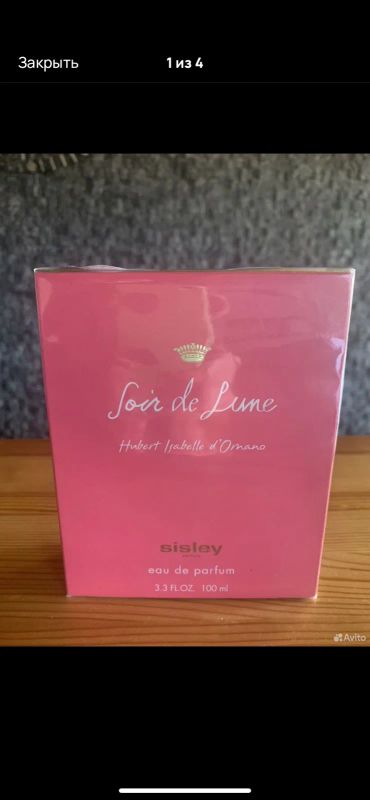 Закрыть
1 из 4
Soir de Lune
Hubert Isabelle d'Ornano
sisley
eau de parfum
3.3 FL.OZ. 100 ml
Avito